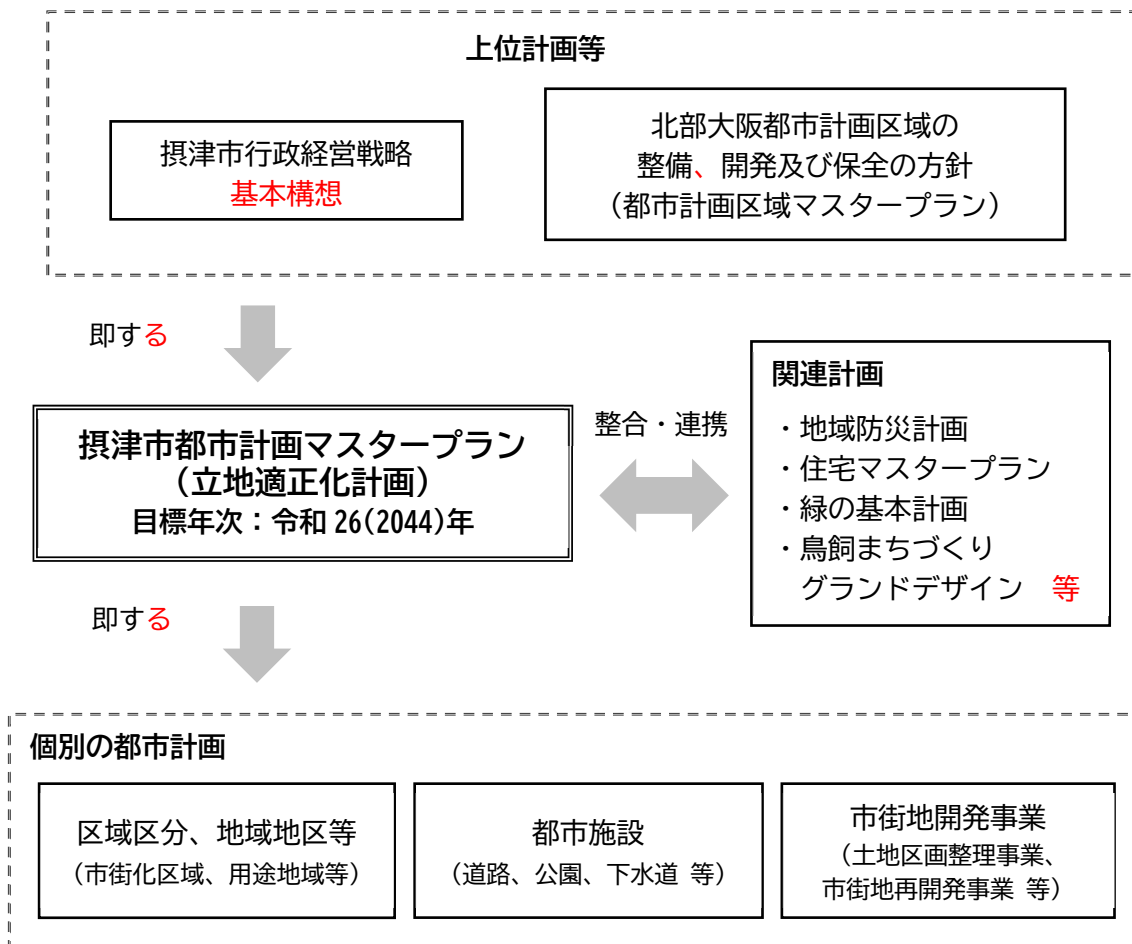 上位計画等
摂津市行政経営戦略
基本構想
北部大阪都市計画区域の
整備、開発及び保全の方針
（都市計画区域マスタープラン）
即する
摂津市都市計画マスタープラン
（立地適正化計画）
目標年次：令和 26(2044)年
整合・連携
関連計画
・地域防災計画
・住宅マスタープラン
・緑の基本計画
・鳥飼まちづくり
グランドデザイン 等
即する
個別の都市計画
区域区分、地域地区等
（市街化区域、用途地域等）
都市施設
（道路、公園、下水道 等）
市街地開発事業
（土地区画整理事業、
市街地再開発事業 等）